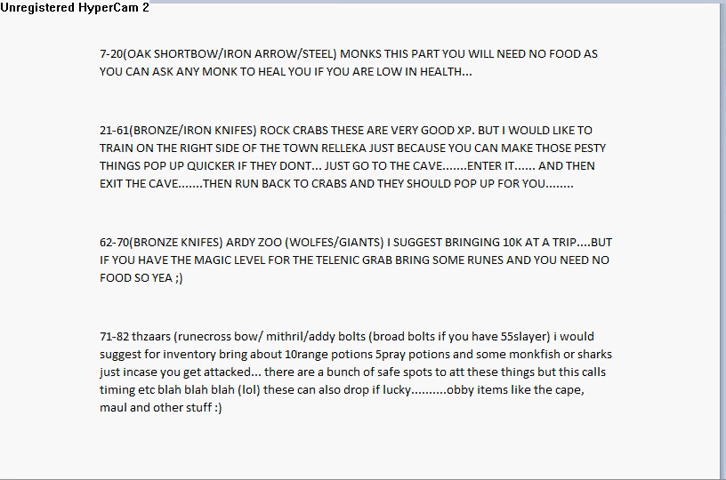 Unregistered HyperCam 2
7-20(OAK SHORTBOW/IRON ARROW/STEEL) MONKS THIS PART YOU WILL NEED NO FOOD AS
YOU CAN ASK ANY MONK TO HEAL YOU IF YOU ARE LOW IN HEALTH...
21-61(BRONZE/IRON KNIFES) ROCK CRABS THESE ARE VERY GOOD XP. BUT I WOULD LIKE TO
TRAIN ON THE RIGHT SIDE OF THE TOWN RELLEKA JUST BECAUSE YOU CAN MAKE THOSE PESTY
THINGS POP UP QUICKER IF THEY DONT... JUST GO TO THE CAVE.......ENTER IT...... AND THEN
EXIT THE CAVE.......THEN RUN BACK TO CRABS AND THEY SHOULD POP UP FOR YOU........
62-70(BRONZE KNIFES) ARDY ZOO (WOLFES/GIANTS) I SUGGEST BRINGING 10K AT A TRIP....BUT
IF YOU HAVE THE MAGIC LEVEL FOR THE TELENIC GRAB BRING SOME RUNES AND YOU NEED NO
FOOD SO YEA ;)
71-82 thzaars (runecross bow/ mithril/addy bolts (broad bolts if you have 55slayer) i would
suggest for inventory bring about 10range potions 5pray potions and some monkfish or sharks
just incase you get attacked... there are a bunch of safe spots to att these things but this calls
timing etc blah blah blah (lol) these can also drop if lucky..........obby items like the cape,
maul and other stuff :)